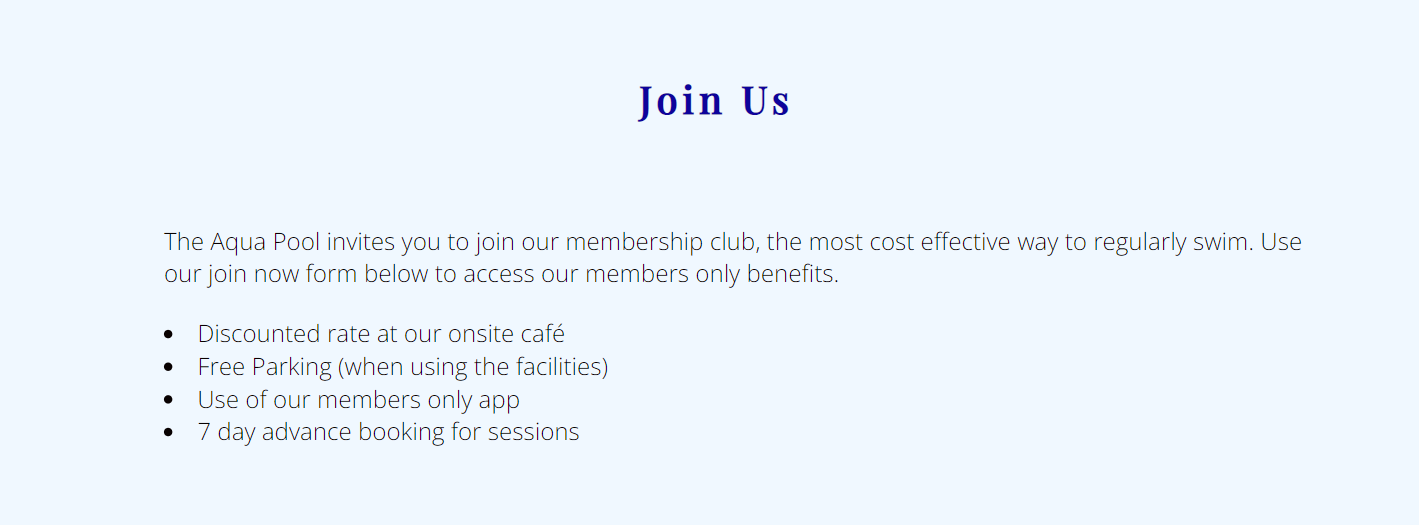 Join Us
The Aqua Pool invites you to join our membership club, the most cost effective way to regularly swim. Use
our join now form below to access our members only benefits.
• Discounted rate at our onsite café
• Free Parking (when using the facilities)
• Use of our members only app
• 7 day advance booking for sessions